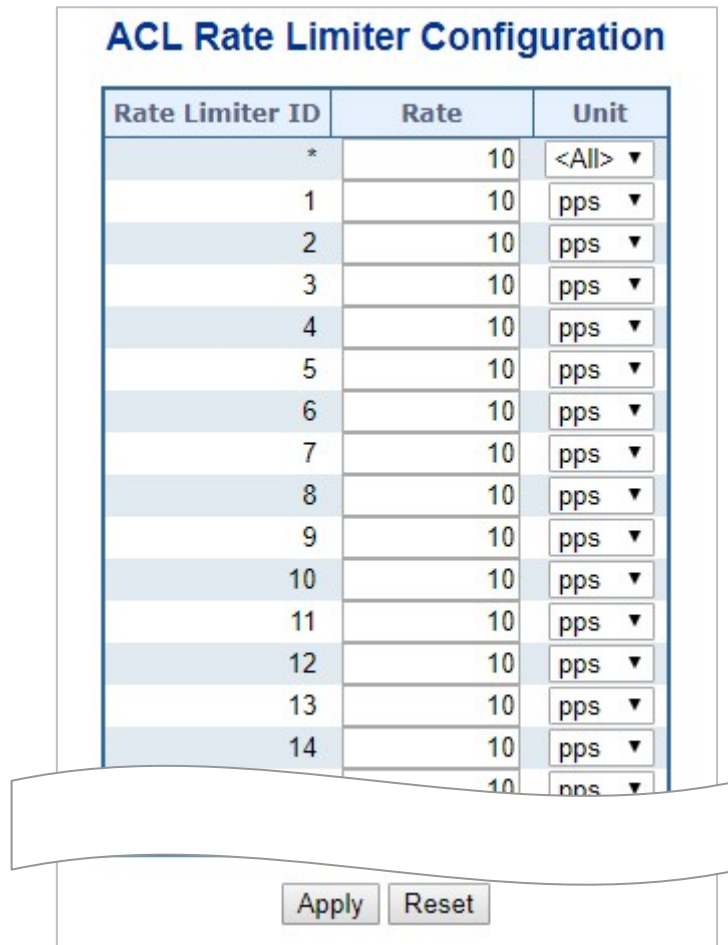 ACL Rate Limiter Configuration
Rate Limiter ID Rate Unit
* 10 <All>
1 10 pps
2 10 pps
3 10 pps
4 10 pps
5 10 pps
6 10 pps
7 10 pps
8 10 pps
9 10 pps
10 10 pps
11 10 pps
12 10 pps
13 10 pps
14 10 pps
10 pps
Apply Reset